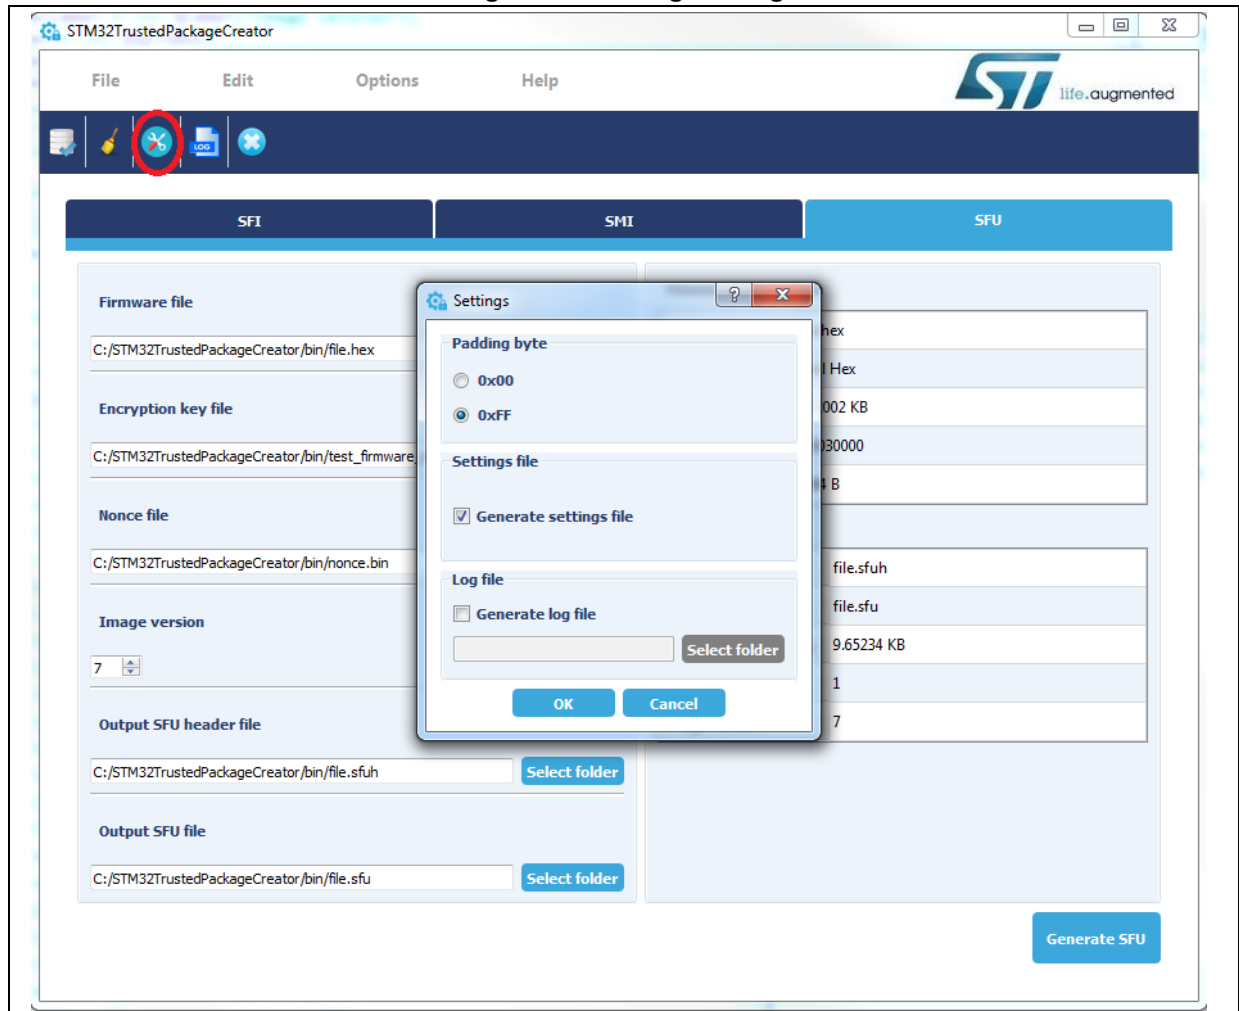 STM32TrustedPackageCreator
File Edit Options Help
life.augmented
LOG
SFI SMI SFU
Firmware file
C:/STM32TrustedPackageCreator/bin/file.hex
Encryption key file
C:/STM32TrustedPackageCreator/bin/test_firmware_
Nonce file
C:/STM32TrustedPackageCreator/bin/nonce.bin
Image version
7
Output SFU header file
C:/STM32TrustedPackageCreator/bin/file.sfuh
Select folder
Output SFU file
C:/STM32TrustedPackageCreator/bin/file.sfu
Select folder
Settings
Padding byte
0x00
0xFF
Settings file
Generate settings file
Log file
Generate log file
Select folder
OK Cancel
hex
l Hex
002 KB
030000
4 B
file.sfuh
file.sfu
9.65234 KB
1
7
Generate SFU